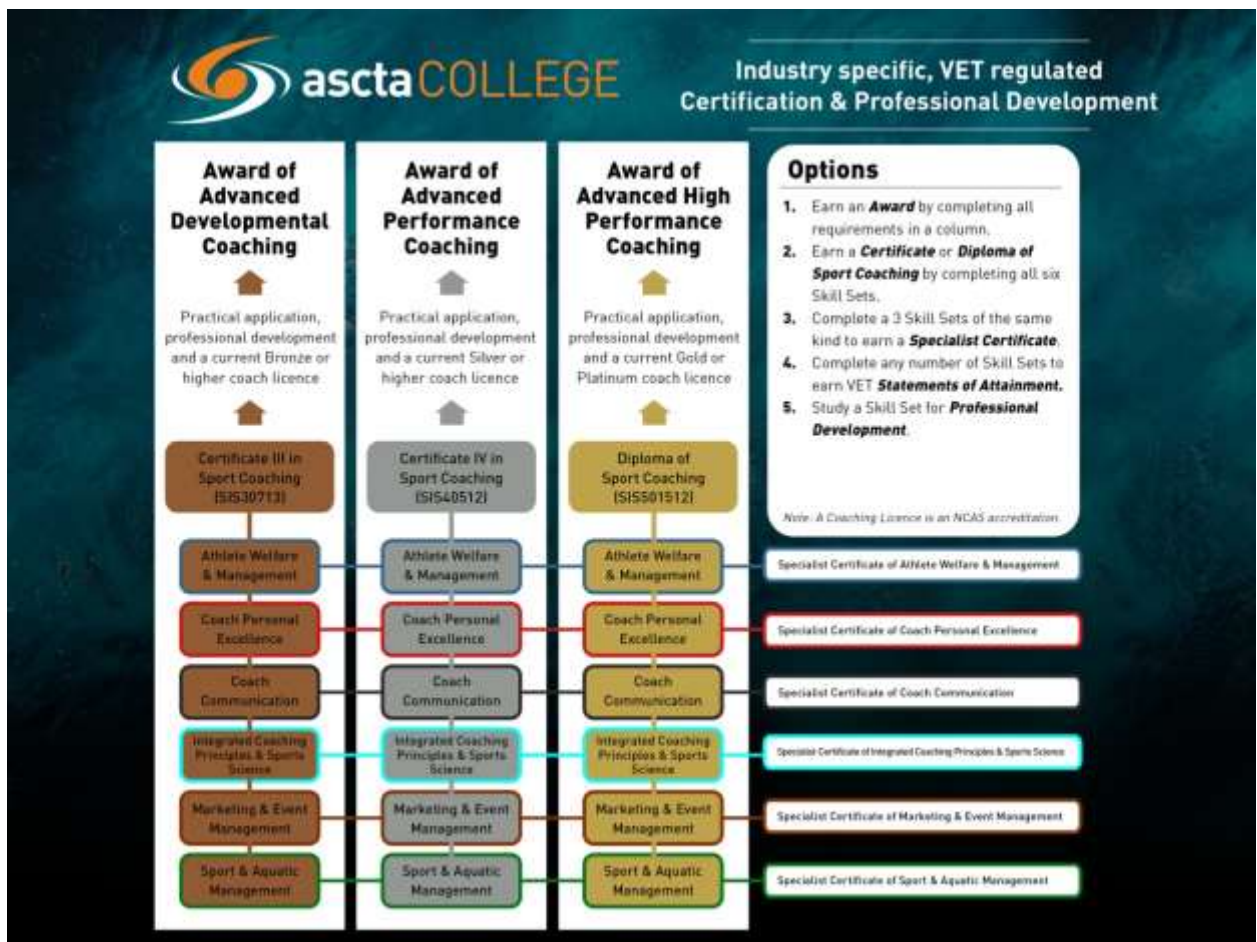 asctaCOLLEGE
Industry specific, VET regulated
Certification & Professional Development
Award of
Advanced
Developmental
Coaching
Practical application,
professional development
and a current Bronze or
higher coach licence
Certificate III in
Sport Coaching
(SIS30713)
Athlete Welfare
& Management
Coach Personal
Excellence
Coach
Communication
Integrated Coaching
Principles & Sports
Science
Marketing & Event
Management
Sport & Aquatic
Management
Award of
Advanced
Performance
Coaching
Practical application,
professional development
and a current Silver or
higher coach licence
Certificate IV in
Sport Coaching
(SIS40512)
Athlete Welfare
& Management
Coach Personal
Excellence
Coach
Communication
Integrated Coaching
Principles & Sports
Science
Marketing & Event
Management
Sport & Aquatic
Management
Award of
Advanced High
Performance
Coaching
Practical application,
professional development
and a current Gold or
Platinum coach licence
Diploma of
Sport Coaching
(SIS501512)
Athlete Welfare
& Management
Coach Personal
Excellence
Coach
Communication
Integrated Coaching
Principles & Sports
Science
Marketing & Event
Management
Sport & Aquatic
Management
Options
1. Earn an Award by completing all
requirements in a column.
2. Earn a Certificate or Diploma of
Sport Coaching by completing all six
Skill Sets.
3. Complete a 3 Skill Sets of the same
kind to earn a Specialist Certificate.
4. Complete any number of Skill Sets to
earn VET Statements of Attainment.
5. Study a Skill Set for Professional
Development.
Note: A Coaching Licence is an NCAS accreditation.
Specialist Certificate of Athlete Welfare & Management
Specialist Certificate of Coach Personal Excellence
Specialist Certificate of Coach Communication
Specialist Certificate of Integrated Coaching Principles & Sports Science
Specialist Certificate of Marketing & Event Management
Specialist Certificate of Sport & Aquatic Management